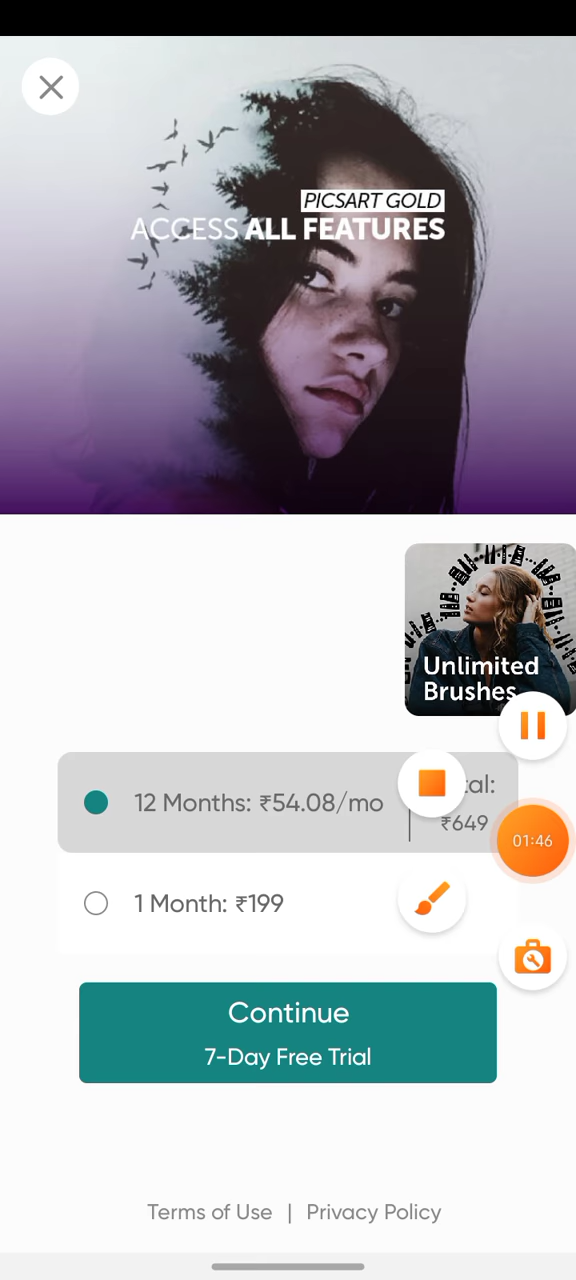 PICSART GOLD
ACCESS ALL FEATURES
Unlimited
Brushes
12 Months: ₹54.08/mo
₹649
01:46
1 Month: ₹199
Continue
7-Day Free Trial
Terms of Use | Privacy Policy